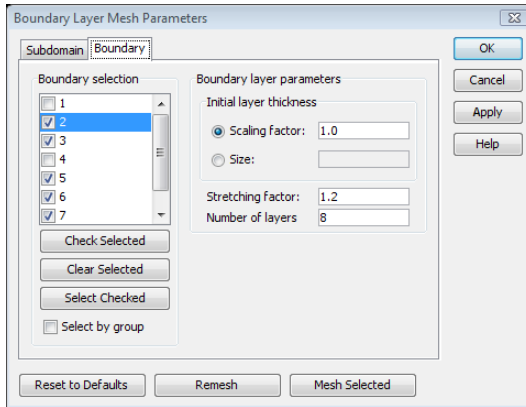 Boundary Layer Mesh Parameters
Subdomain Boundary
OK
Cancel
Apply
Help
Boundary selection
1
2
3
4
5
6
7
Check Selected
Clear Selected
Select Checked
Select by group
Boundary layer parameters
Initial layer thickness
Scaling factor: 1.0
Size:
Stretching factor: 1.2
Number of layers 8
Reset to Defaults Remesh Mesh Selected